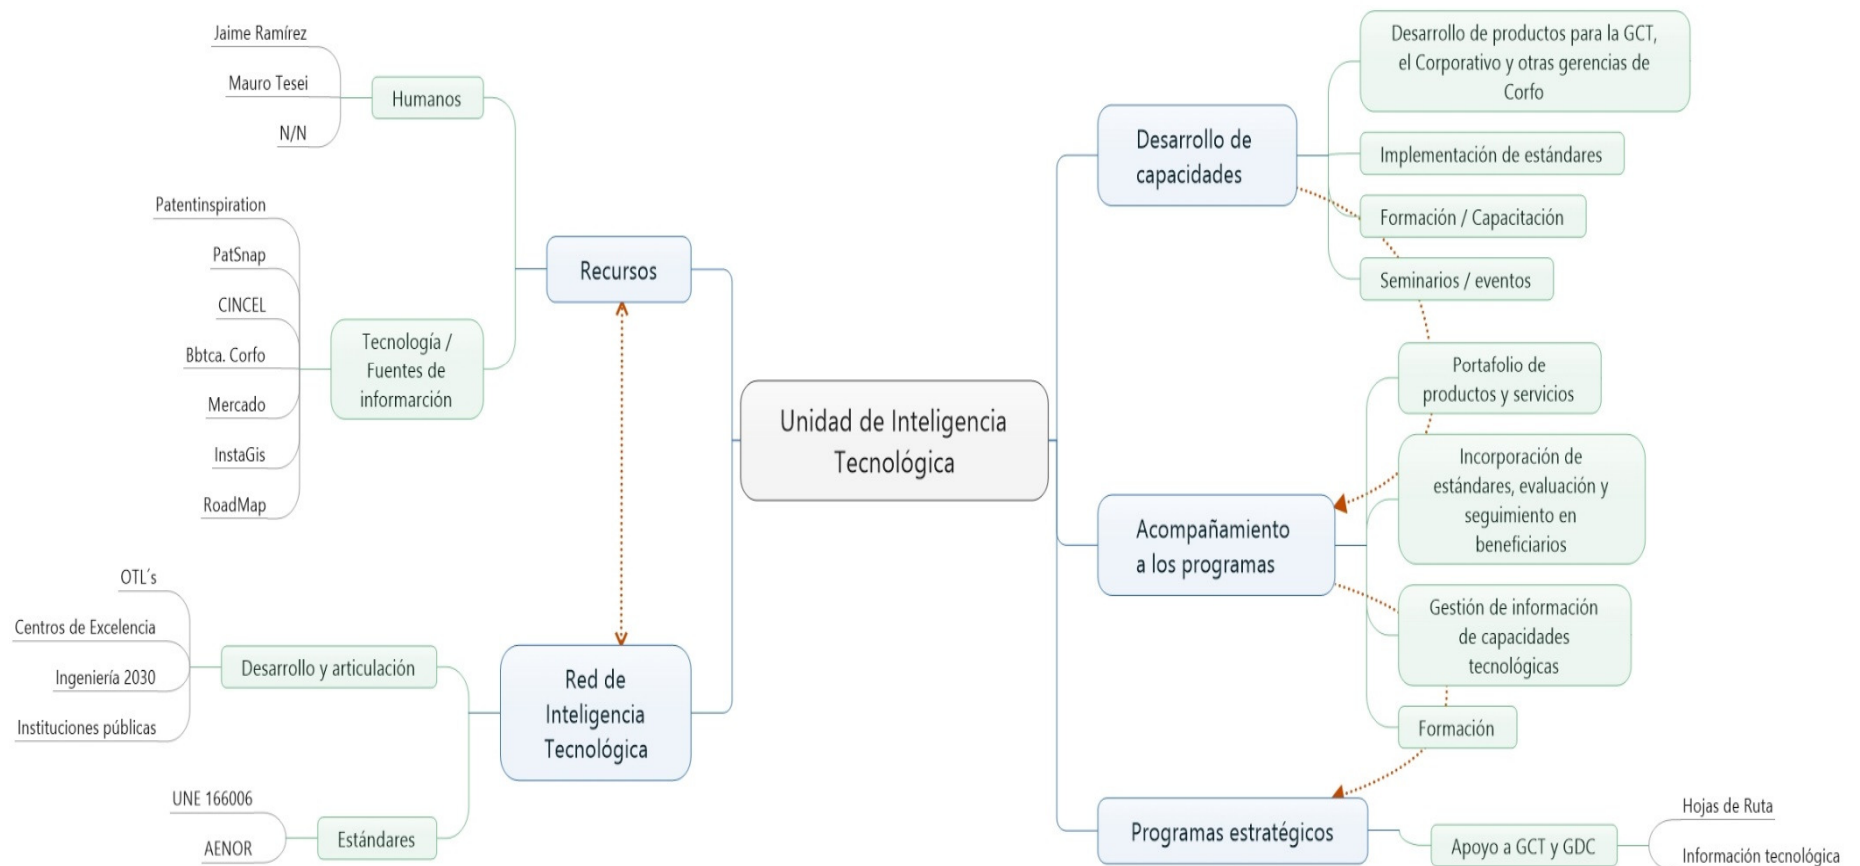 Jaime Ramírez
Mauro Tesei
N/N
Humanos
Patentinspiration
PatSnap
CINCEL
Bbtca. Corfo
Mercado
InstaGis
RoadMap
Tecnología /
Fuentes de
informarción
Recursos
OTL´s
Centros de Excelencia
Ingeniería 2030
Instituciones públicas
Desarrollo y articulación
UNE 166006
AENOR
Estándares
Red de
Inteligencia
Tecnológica
Unidad de Inteligencia
Tecnológica
Desarrollo de
capacidades
Desarrollo de productos para la GCT,
el Corporativo y otras gerencias de
Corfo
Implementación de estándares
Formación / Capacitación
Seminarios / eventos
Acompañamiento
a los programas
Portafolio de
productos y servicios
Incorporación de
estándares, evaluación y
seguimiento en
beneficiarios
Gestión de información
de capacidades
tecnológicas
Formación
Programas estratégicos
Apoyo a GCT y GDC
Hojas de Ruta
Información tecnológica